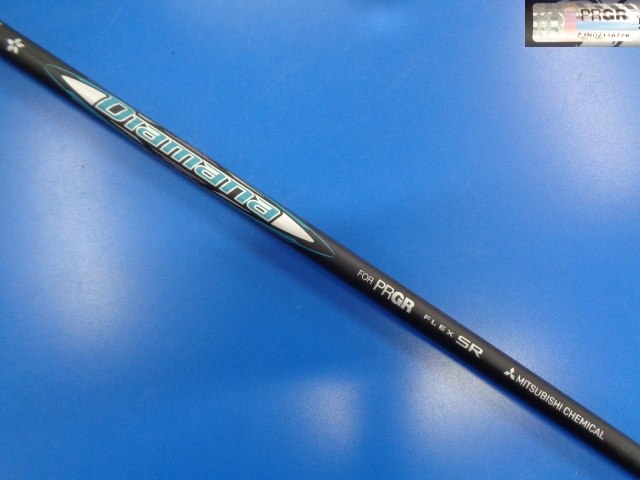 Diamana
FOR PRGR FLEX SR
MITSUBISHI CHEMICAL
PRGR